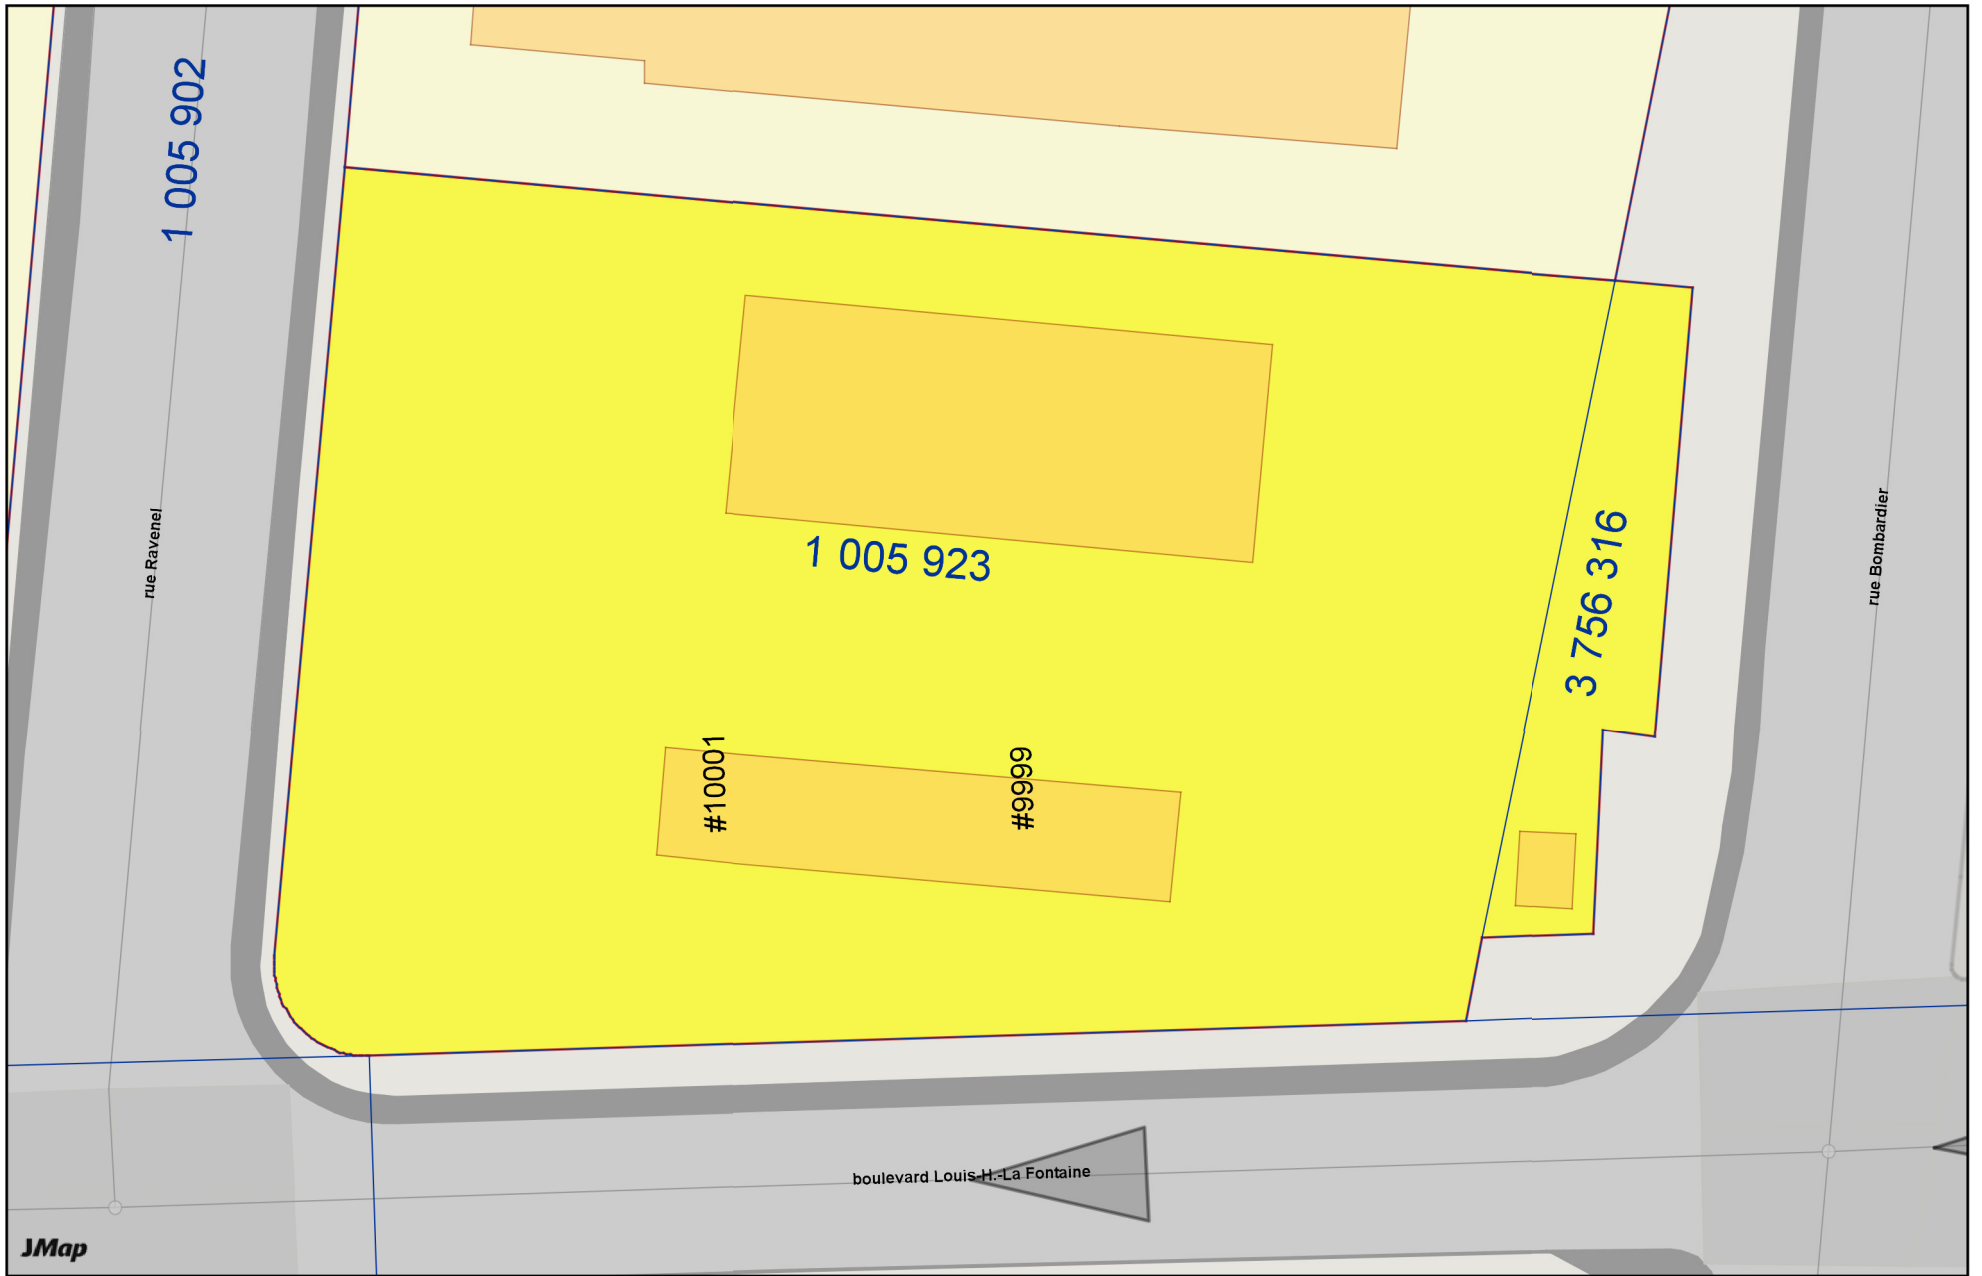 1 005 902
rue Ravenel
1 005 923
3 756 316
rue Bombardier
#10001
#9999
boulevard Louis-H.-La Fontaine
JMap